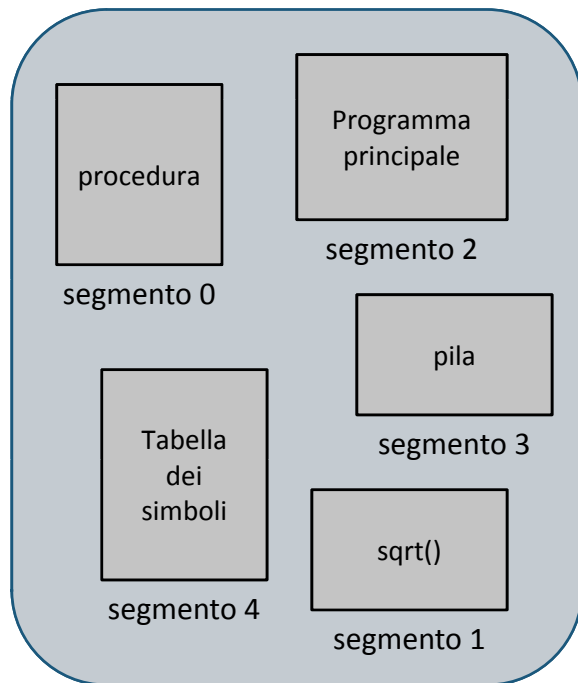 procedura
segmento 0
Programma
principale
segmento 2
pila
segmento 3
Tabella
dei
simboli
segmento 4
sqrt()
segmento 1